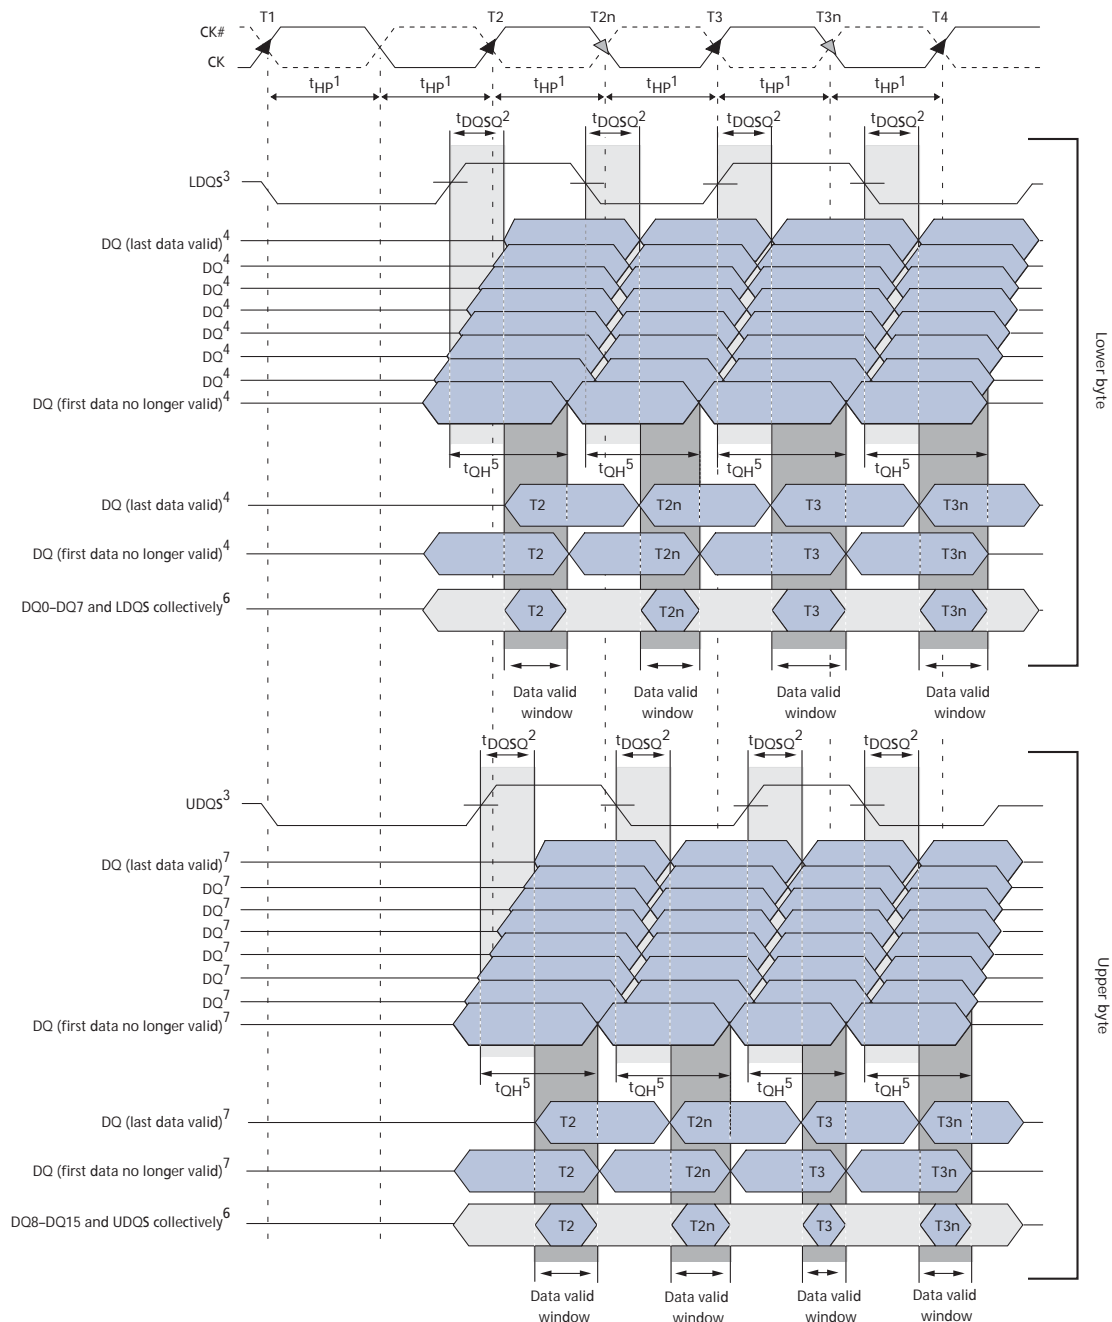 T1 T2 T2n T3 T3n T4
CK#
CK
tHP1 tHP1 tHP1 tHP1 tHP1 tHP1
tDQSQ2 tDQSQ2 tDQSQ2 tDQSQ2
LDQS3
DQ (last data valid)4
DQ4
DQ4
DQ4
DQ4
DQ4
DQ4
DQ (first data no longer valid)4
Lower byte
tQH5 tQH5 tQH5 tQH5
DQ (last data valid)4 T2 T2n T3 T3n
DQ (first data no longer valid)4 T2 T2n T3 T3n
DQ0–DQ7 and LDQS collectively6 T2 T2n T3 T3n
Data valid Data valid Data valid Data valid
window window window window
tDQSQ2 tDQSQ2 tDQSQ2 tDQSQ2
UDQS3
DQ (last data valid)7
DQ7
DQ7
DQ7
DQ7
DQ7
DQ7
DQ (first data no longer valid)7
Upper byte
tQH5 tQH5 tQH5 tQH5
DQ (last data valid)7 T2 T2n T3 T3n
DQ (first data no longer valid)7 T2 T2n T3 T3n
DQ8–DQ15 and UDQS collectively6 T2 T2n T3 T3n
Data valid Data valid Data valid Data valid
window window window window